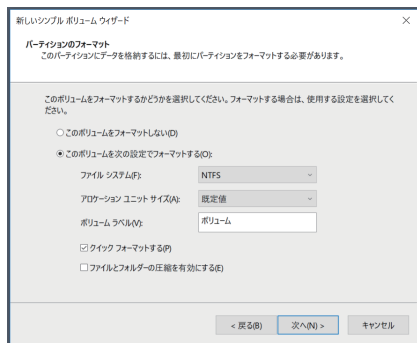 新しいシンプル ボリューム ウィザード
パーティションのフォーマット
このパーティションにデータを格納するには、最初にパーティションをフォーマットする必要があります。
このボリュームをフォーマットするかどうかを選択してください。フォーマットする場合は、使用する設定を選択してく
ださい。
このボリュームをフォーマットしない(D)
このボリュームを次の設定でフォーマットする(O):
ファイル システム(F): NTFS
アロケーション ユニット サイズ(A): 既定値
ボリューム ラベル(V): ボリューム
クイック フォーマットする(P)
ファイルとフォルダーの圧縮を有効にする(E)
< 戻る(B) 次へ(N) > キャンセル